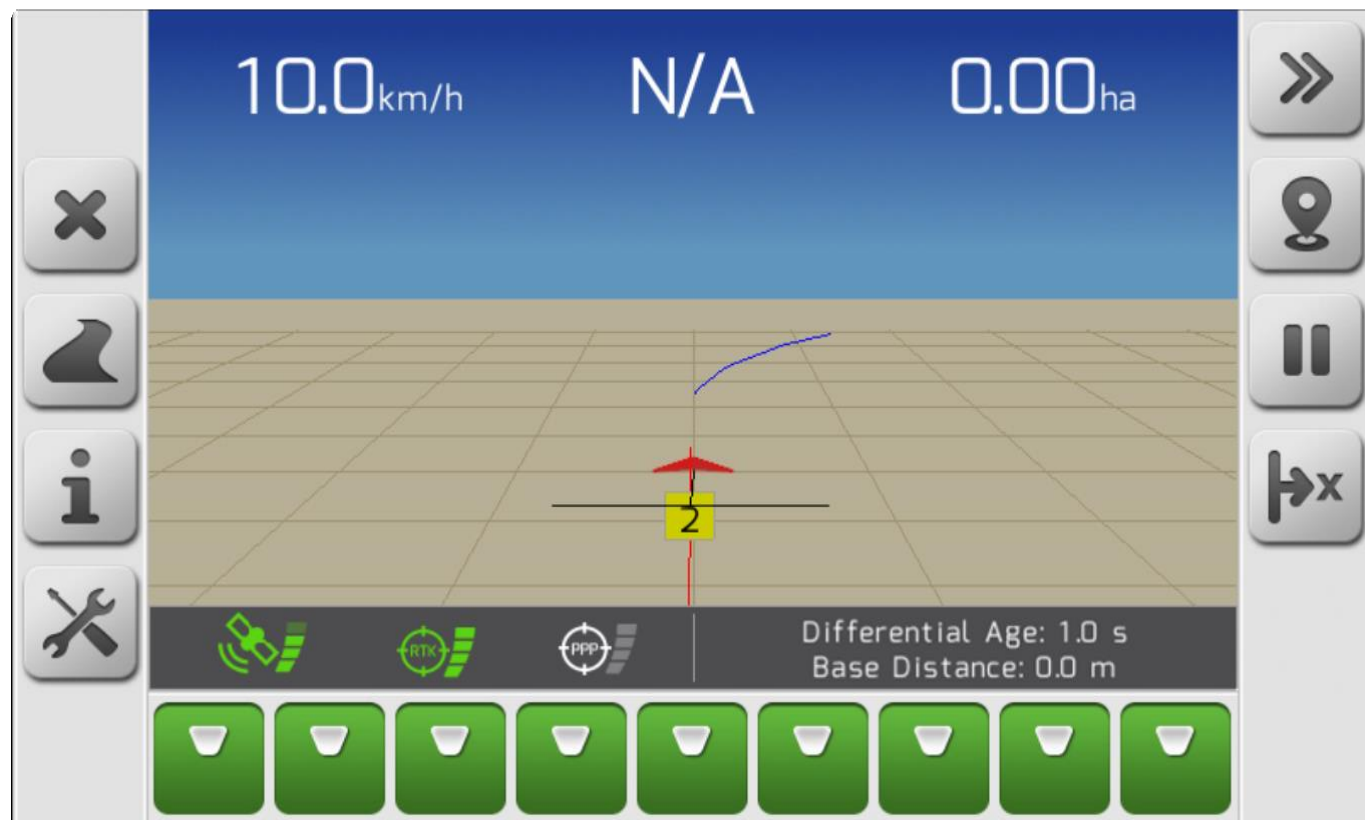 10.0km/h N/A 0.00ha
x
2
RTK PPP Differential Age: 1.0 s
Base Distance: 0.0 m